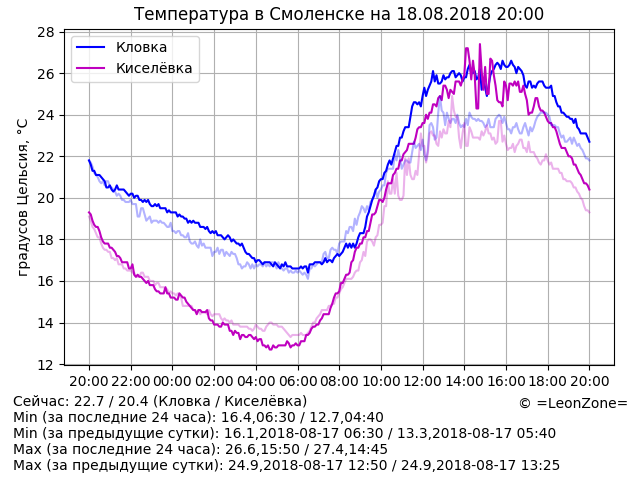 Температура в Смоленске на 18.08.2018 20:00
Кловка
Киселёвка
градусов Цельсия, °C
28
26
24
22
20
18
16
14
12
20:00 22:00 00:00 02:00 04:00 06:00 08:00 10:00 12:00 14:00 16:00 18:00 20:00
Сейчас: 22.7 / 20.4 (Кловка / Киселёвка)
© =LeonZone=
Min (за последние 24 часа): 16.4,06:30 / 12.7,04:40
Min (за предыдущие сутки): 16.1,2018-08-17 06:30 / 13.3,2018-08-17 05:40
Max (за последние 24 часа): 26.6,15:50 / 27.4,14:45
Max (за предыдущие сутки): 24.9,2018-08-17 12:50 / 24.9,2018-08-17 13:25